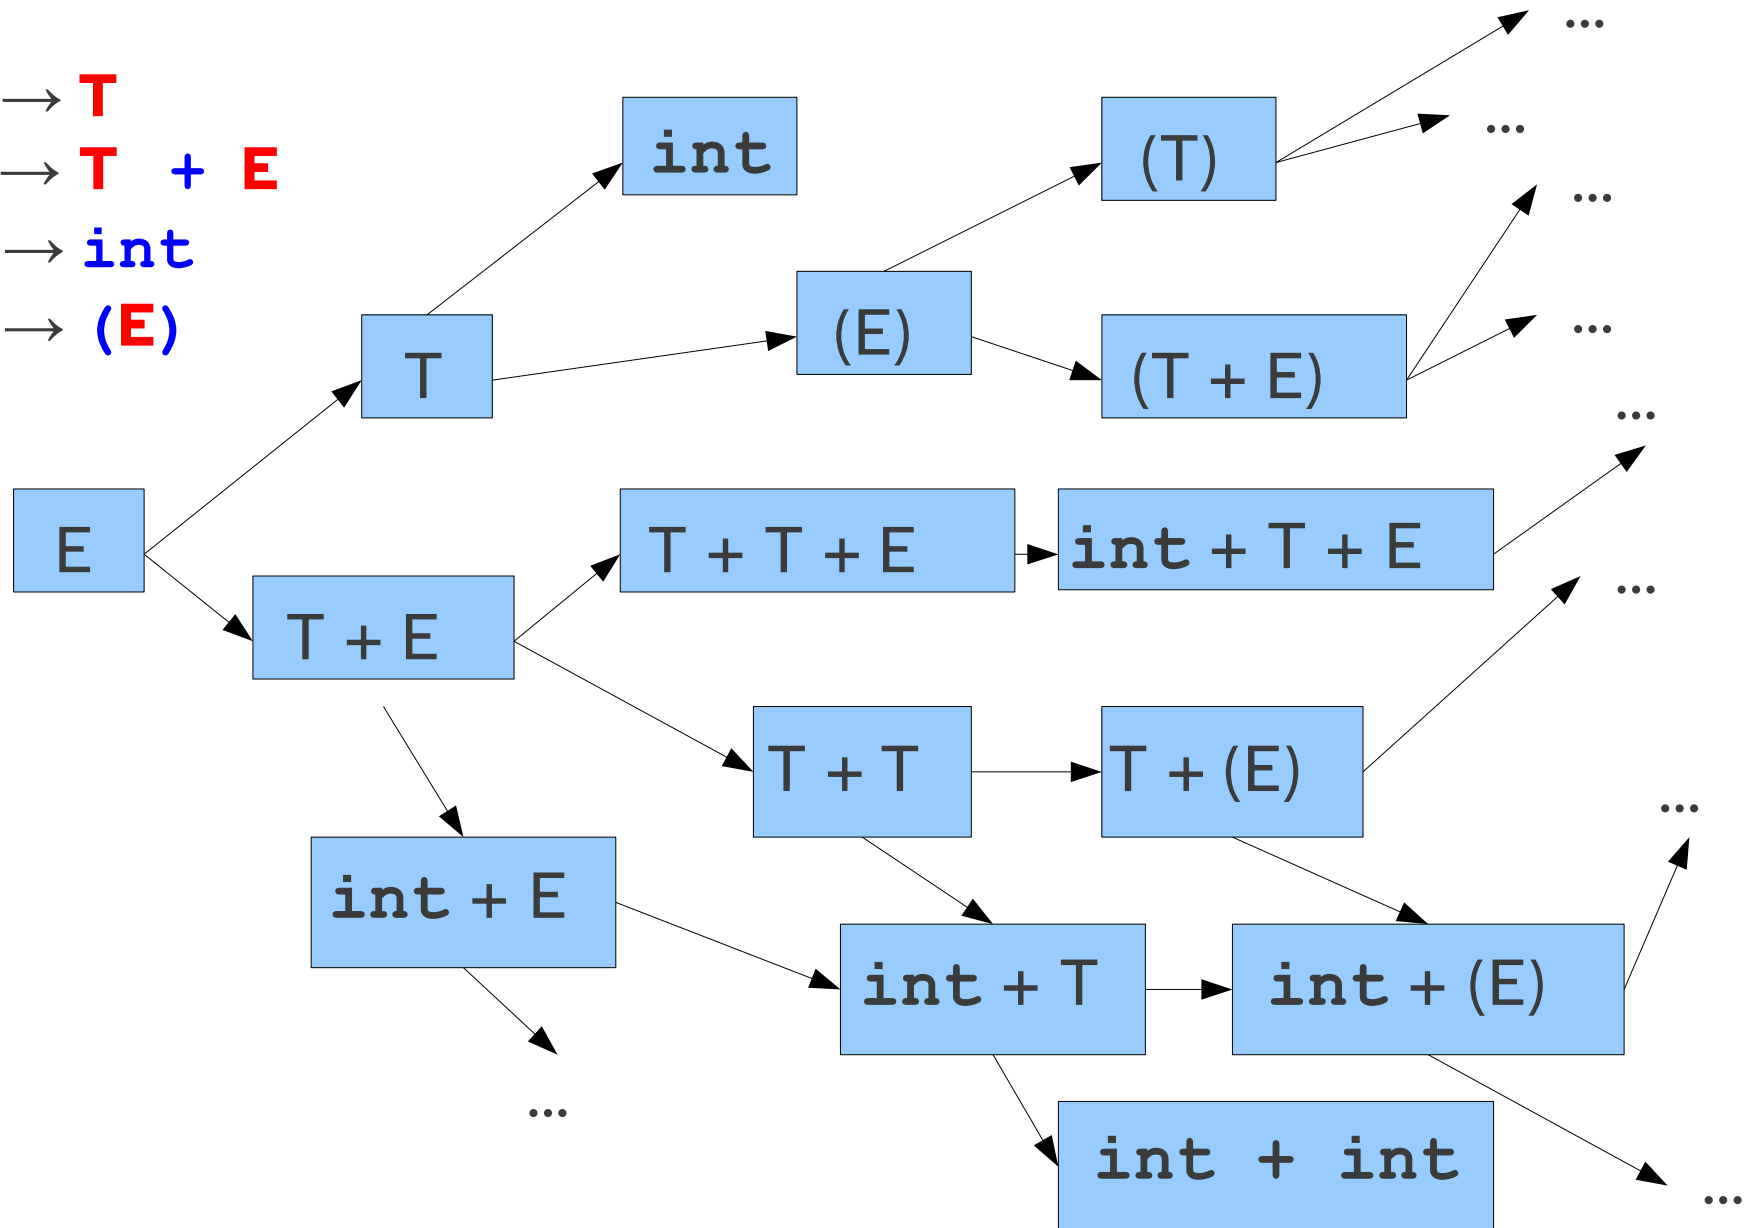 → T
→ T + E
→ int
→ (E)
...
int
(T)
...
...
(E)
T
(T + E)
...
...
E
T + T + E
int + T + E
...
T + E
T + T
T + (E)
...
int + E
int + T
int + (E)
...
int + int
...